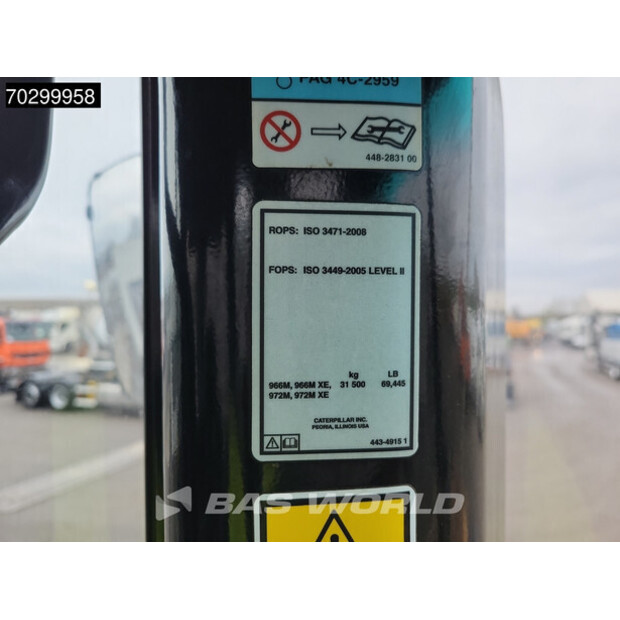 70299958
PAG 4C-2959
448-2831 00
ROPS: ISO 3471-2008
FOPS: ISO 3449-2005 LEVEL II
kg LB
966M, 966M XE, 31 500 69,445
972M, 972M XE
CATERPILLAR INC.
PEORIA, ILLINOIS USA
443-4915 1
BAS WORLD